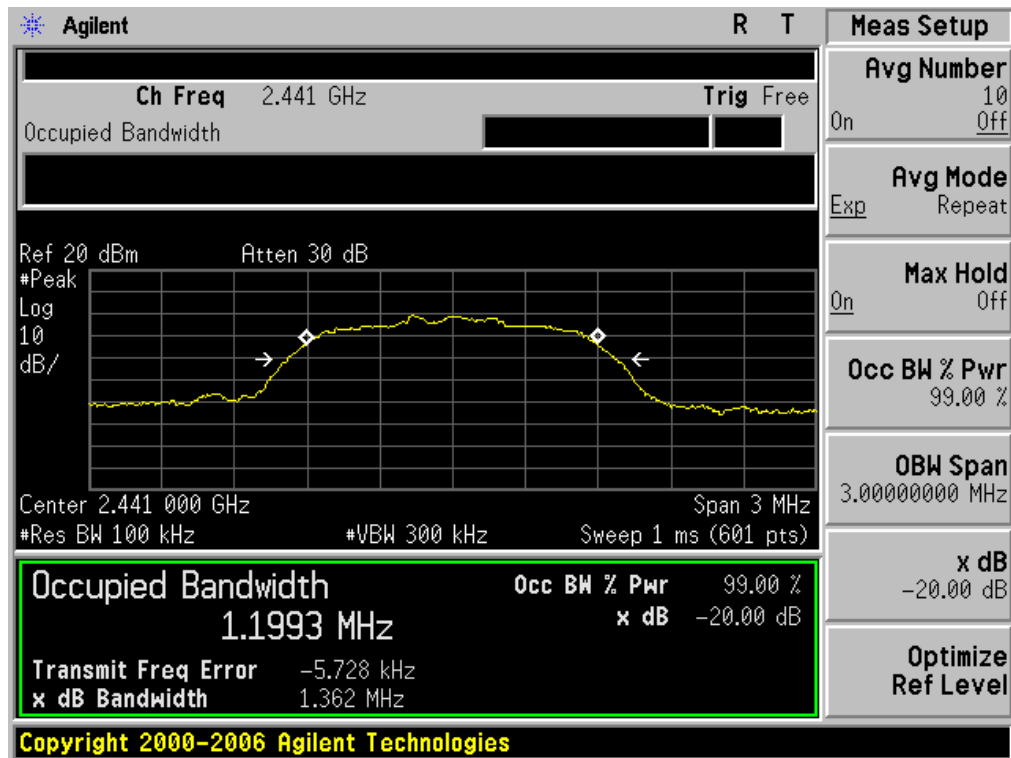 Agilent R T
Ch Freq 2.441 GHz Trig Free
Occupied Bandwidth
Ref 20 dBm Atten 30 dB
#Peak
Log
10
dB/
Center 2.441 000 GHz Span 3 MHz
#Res BW 100 kHz #VBW 300 kHz Sweep 1 ms (601 pts)
Occupied Bandwidth
1.1993 MHz
Occ BW % Pwr 99.00 %
x dB -20.00 dB
Transmit Freq Error -5.728 kHz
x dB Bandwidth 1.362 MHz
Copyright 2000-2006 Agilent Technologies
Meas Setup
Avg Number
10
On Off
Avg Mode
Exp Repeat
Max Hold
On Off
Occ BW % Pwr
99.00 %
OBW Span
3.00000000 MHz
x dB
-20.00 dB
Optimize
Ref Level